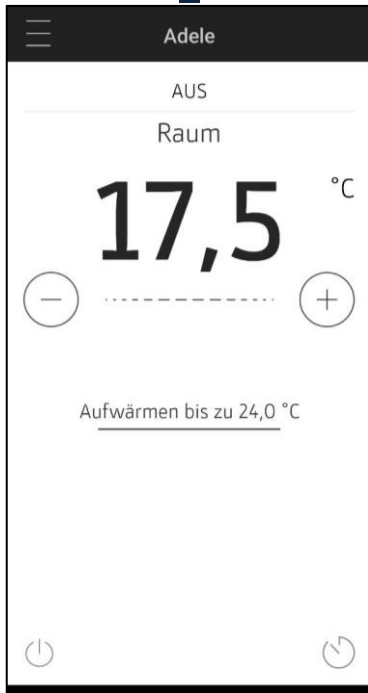 Adele
AUS
Raum
17,5 °C
Aufwärmen bis zu 24,0 °C